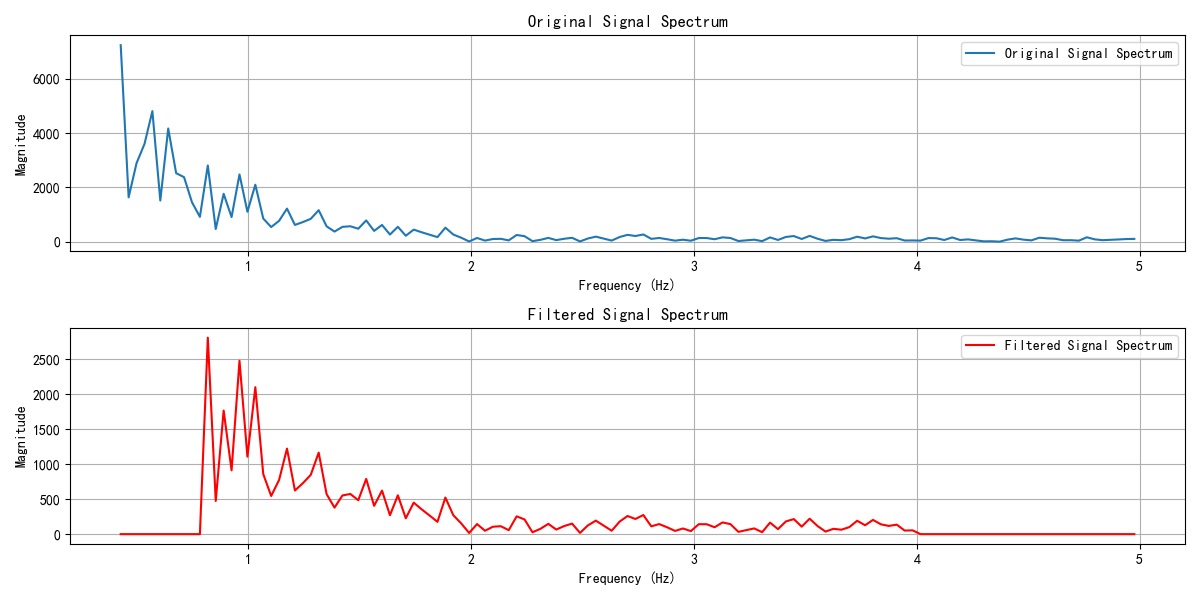 Original Signal Spectrum
Original Signal Spectrum
6000
4000
2000
0
Magnitude
1 2 3 4 5
Frequency (Hz)
Filtered Signal Spectrum
Filtered Signal Spectrum
2500
2000
1500
1000
500
0
Magnitude
1 2 3 4 5
Frequency (Hz)